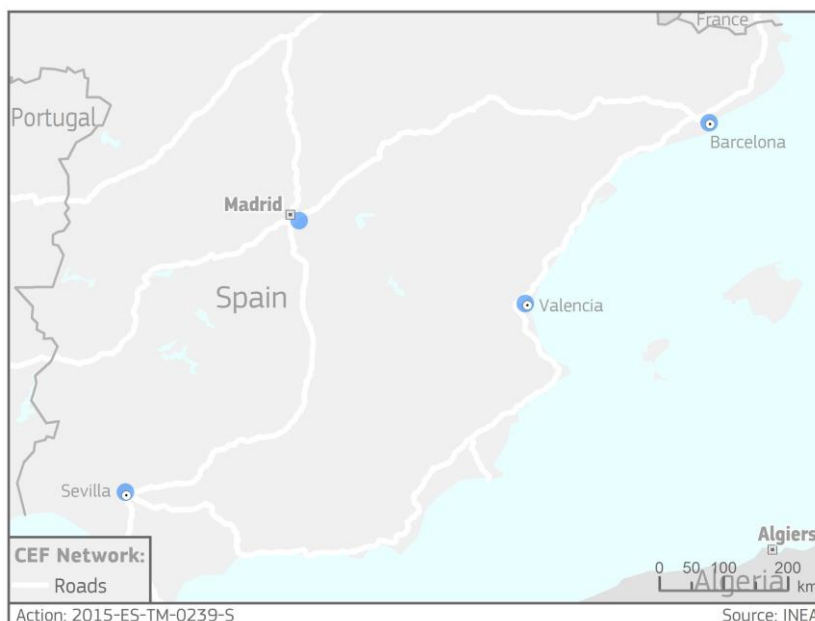 France
Portugal
Barcelona
Madrid
Spain
Valencia
Sevilla
Algiers
CEF Network:
Roads
0 50 100 200
km
Algeria
Action: 2015-ES-TM-0239-S
Source: INEA